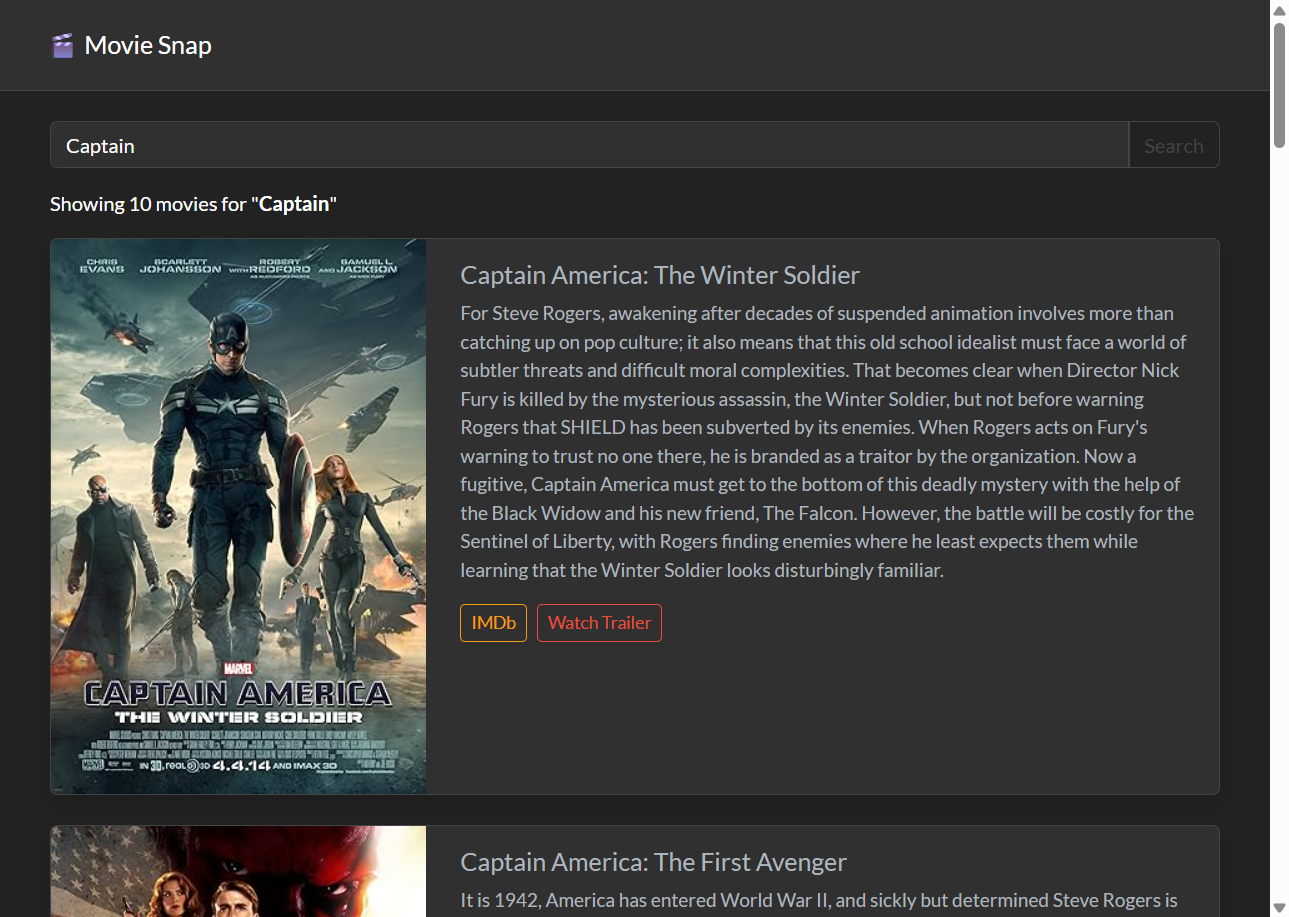 Movie Snap
Captain
Search
Showing 10 movies for "Captain"
CHRIS EVANS
SCARLETT JOHANSSON
WITH ROBERT REDFORD
AND SAMUEL L. JACKSON
MARVEL
CAPTAIN AMERICA
THE WINTER SOLDIER
IN 3D, REAL D 3D 4.4.14 AND IMAX 3D
Captain America: The Winter Soldier
For Steve Rogers, awakening after decades of suspended animation involves more than
catching up on pop culture; it also means that this old school idealist must face a world of
subtler threats and difficult moral complexities. That becomes clear when Director Nick
Fury is killed by the mysterious assassin, the Winter Soldier, but not before warning
Rogers that SHIELD has been subverted by its enemies. When Rogers acts on Fury's
warning to trust no one there, he is branded as a traitor by the organization. Now a
fugitive, Captain America must get to the bottom of this deadly mystery with the help of
the Black Widow and his new friend, The Falcon. However, the battle will be costly for the
Sentinel of Liberty, with Rogers finding enemies where he least expects them while
learning that the Winter Soldier looks disturbingly familiar.
IMDb
Watch Trailer
Captain America: The First Avenger
It is 1942, America has entered World War II, and sickly but determined Steve Rogers is